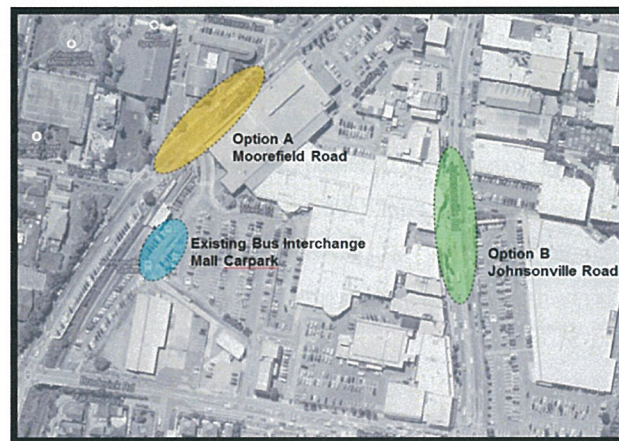 Option A
Moorefield Road
Existing Bus Interchange
Mall Carpark
Option B
Johnsonville Road